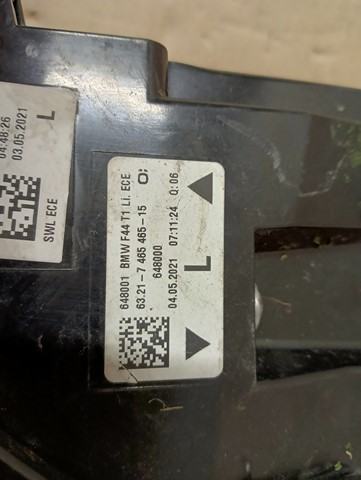 04:48:26
03.05.2021
L
SWL ECE
648001 BMW F44 T1 LI. ECE
63.21-7 465 465-15
648000
04.05.2021 07:11:24 Q:06
L